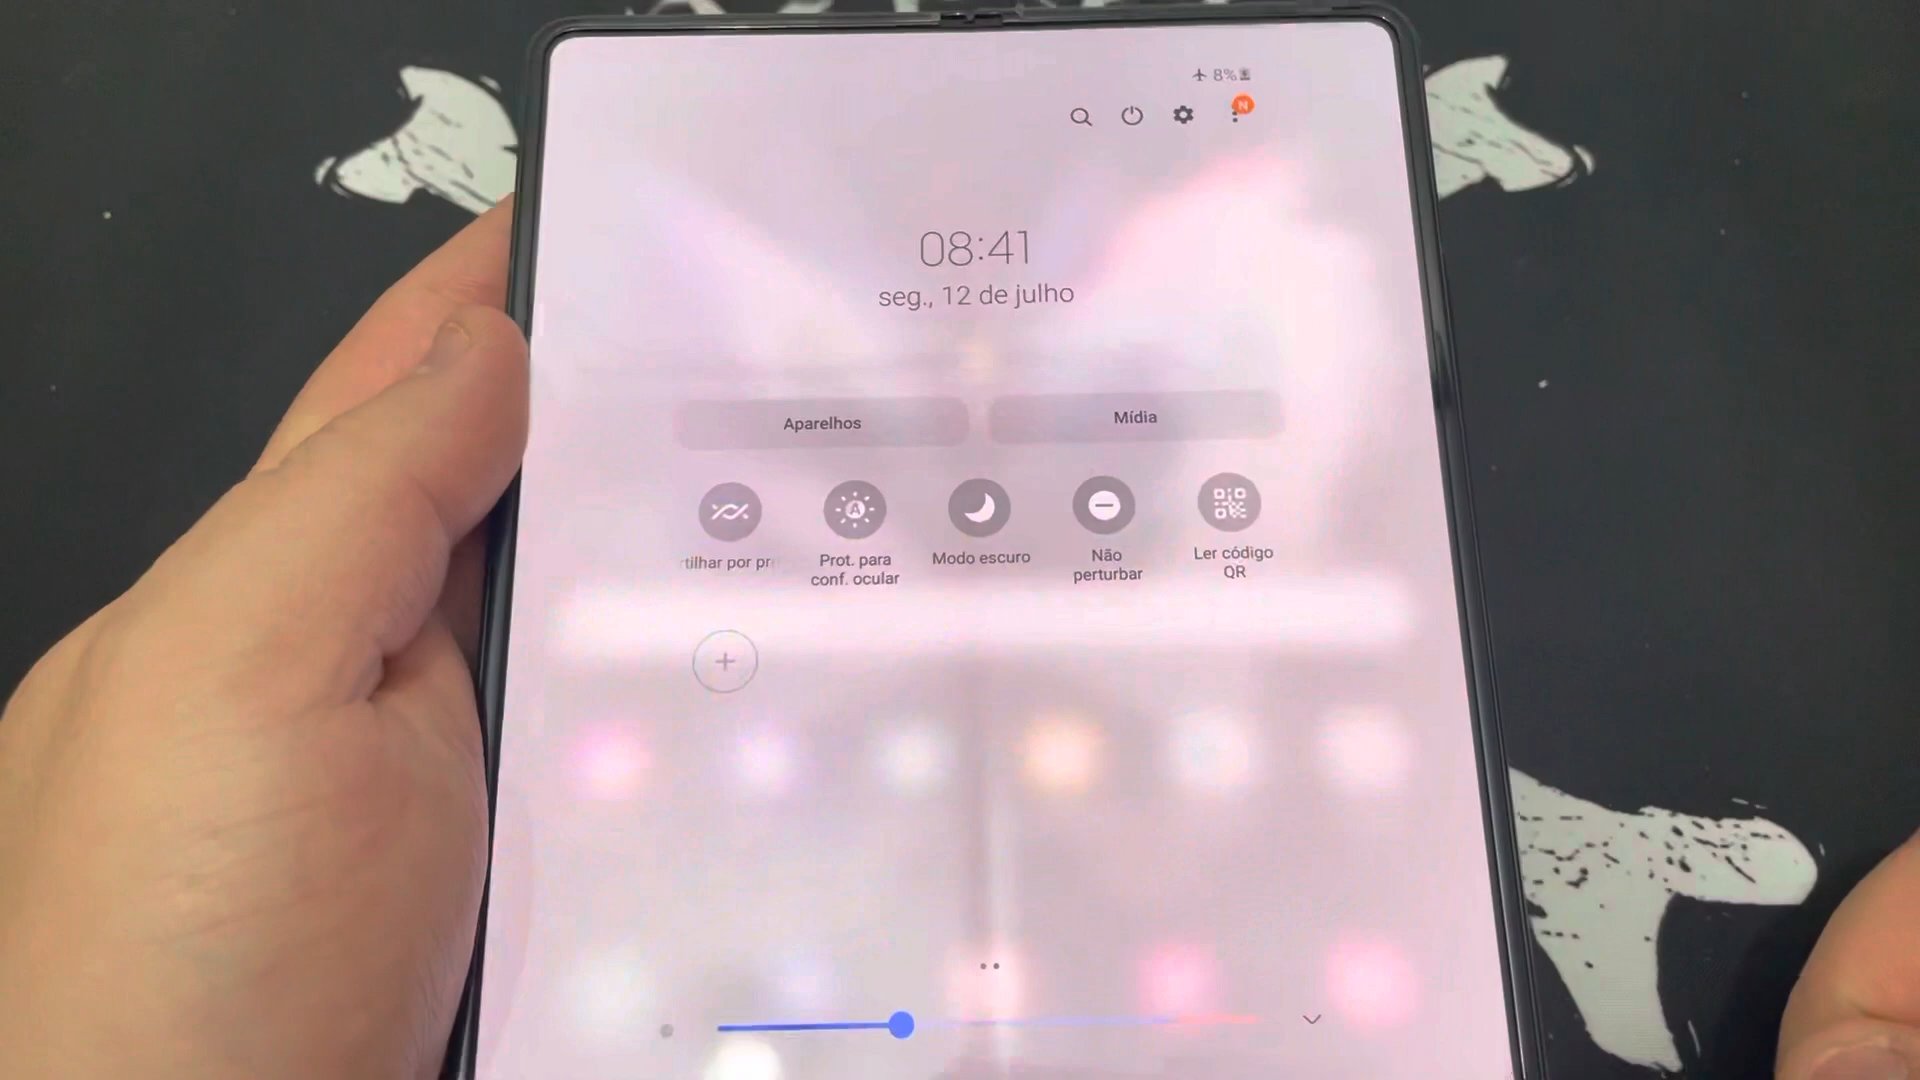 8%
N
08:41
seg., 12 de julho
Aparelhos
Mídia
tilhar por pr
Prot. para
conf. ocular
Modo escuro
Não
perturbar
Ler código
QR